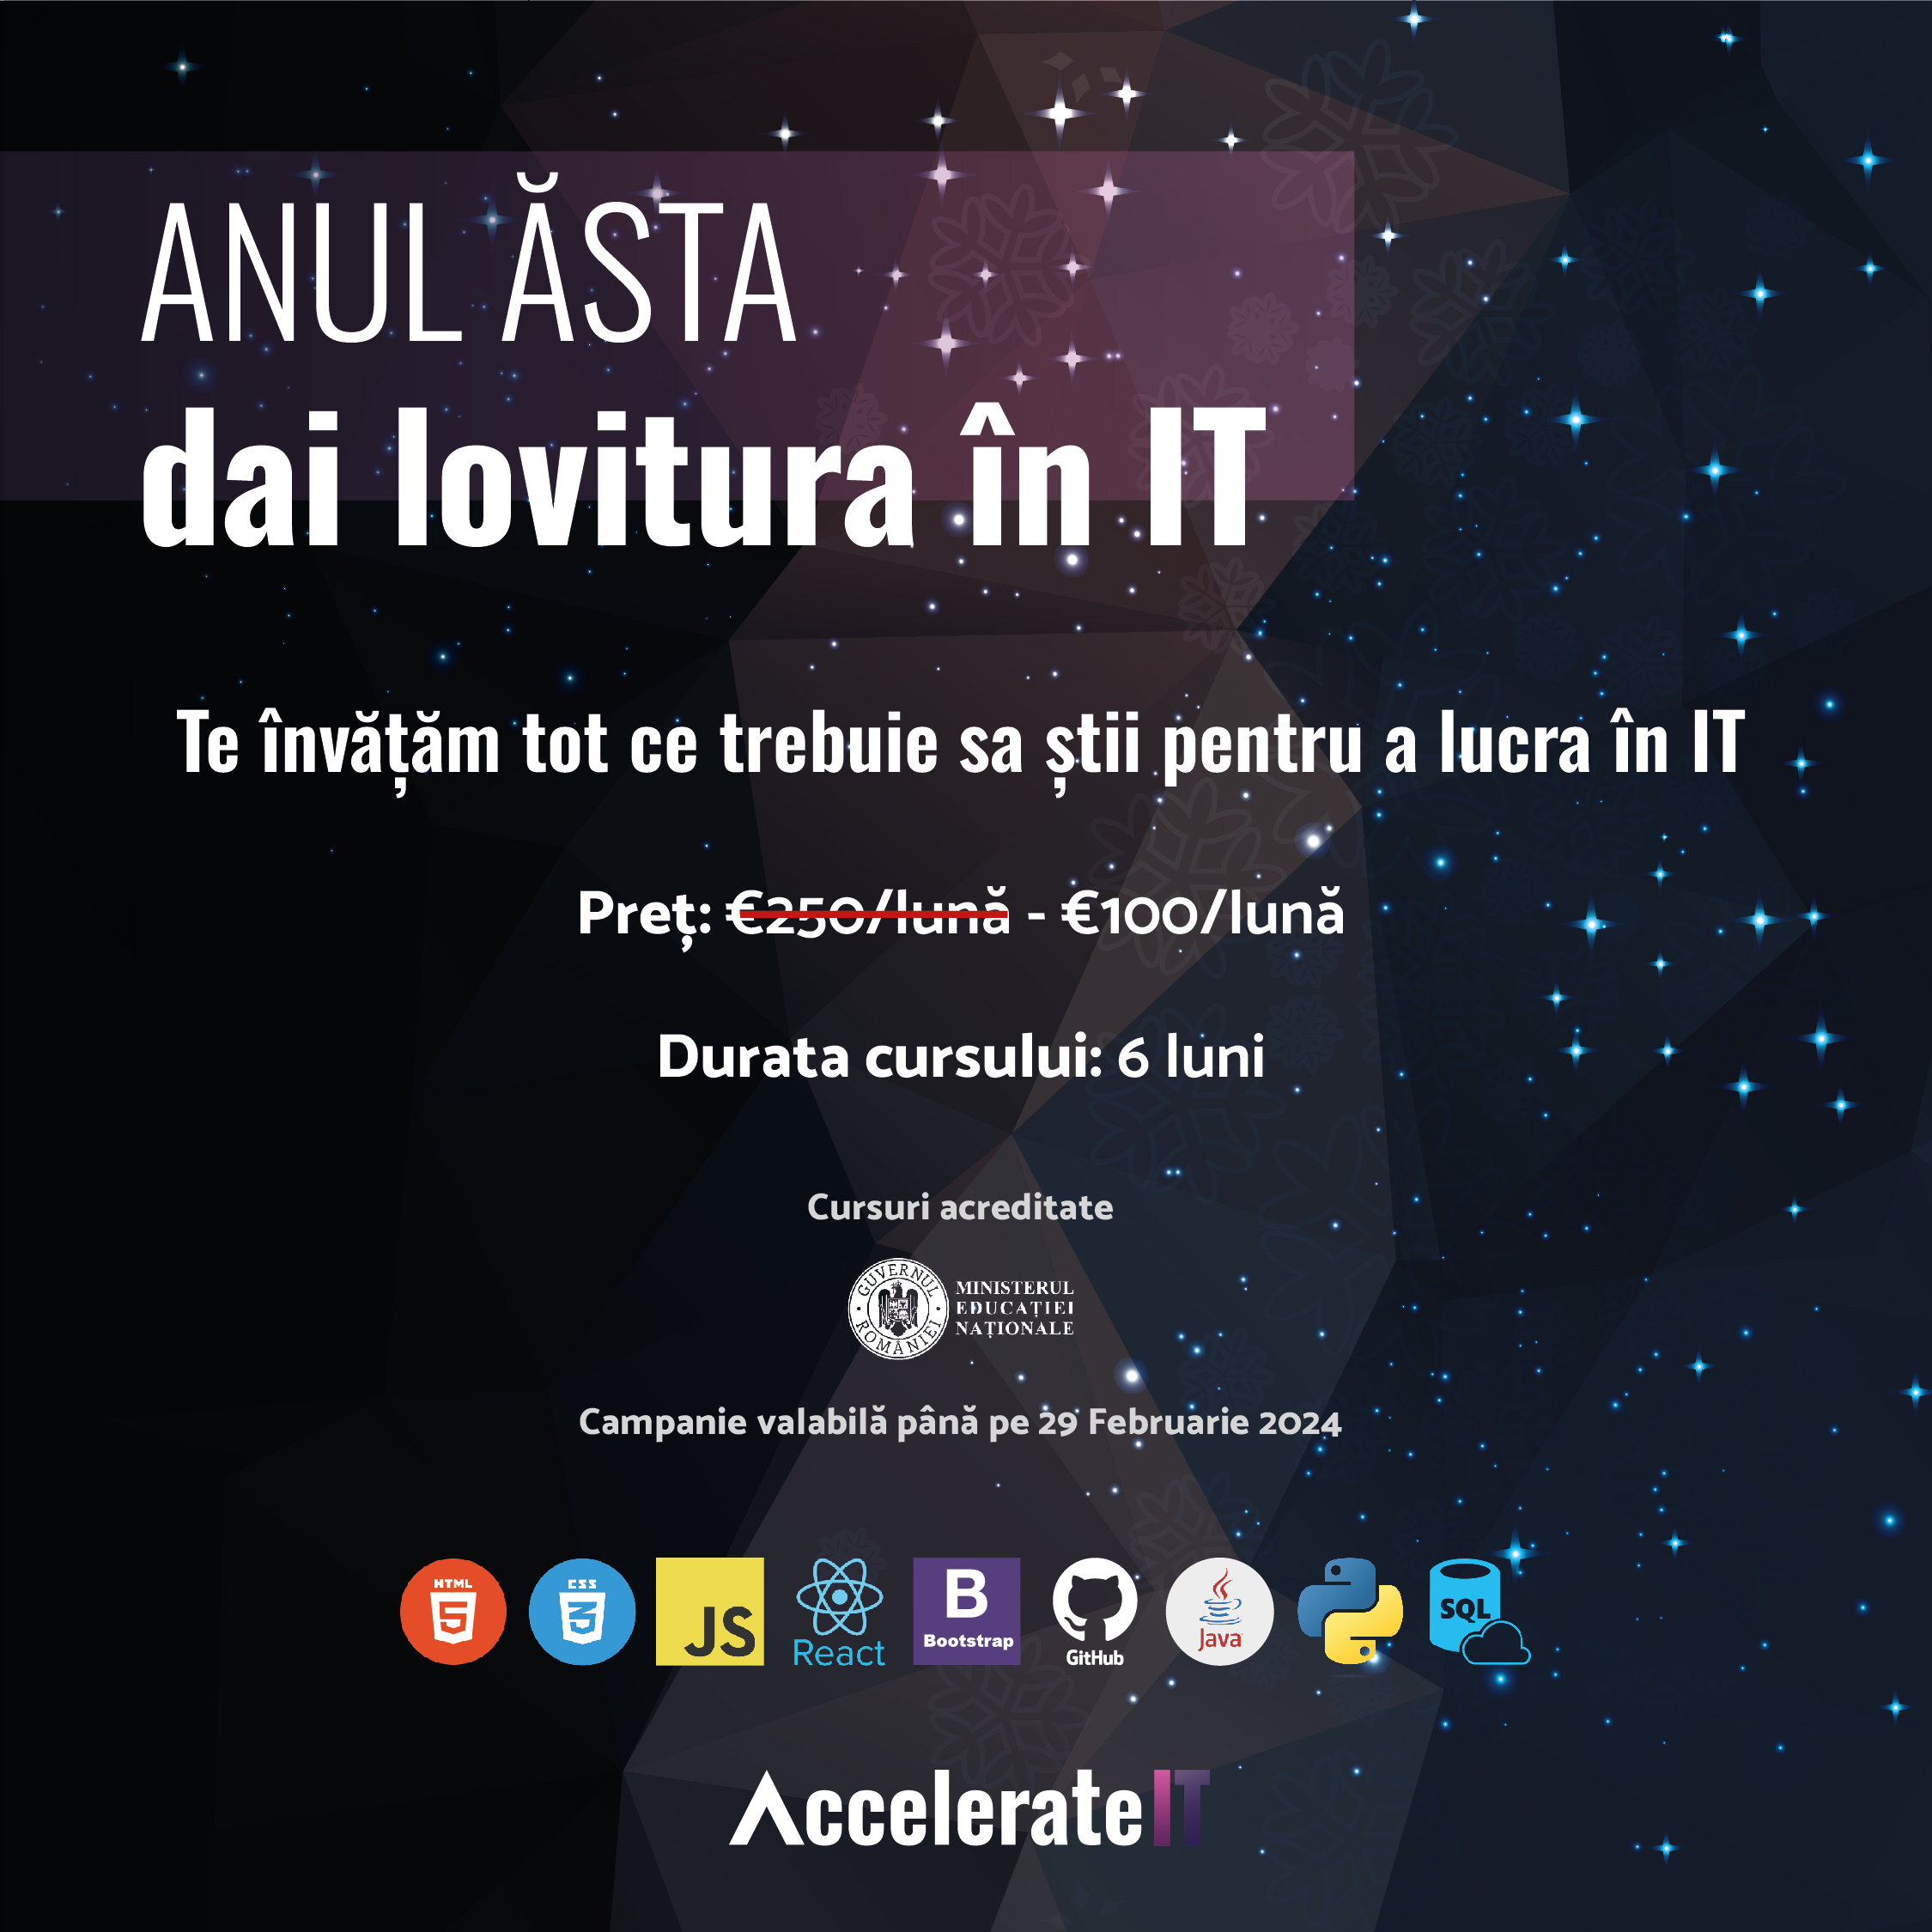 ANUL ĂSTA
dai lovitura în IT
Te învățăm tot ce trebuie sa știi pentru a lucra în IT
Preț: €250/lună - €100/lună
Durata cursului: 6 luni
Cursuri acreditate
GUVERNUL ROMÂNIEI
MINISTERUL
EDUCAȚIEI
NAȚIONALE
Campanie valabilă până pe 29 Februarie 2024
HTML 5
CSS 3
JS
React
B
Bootstrap
GitHub
Java
SQL
AccelerateIT